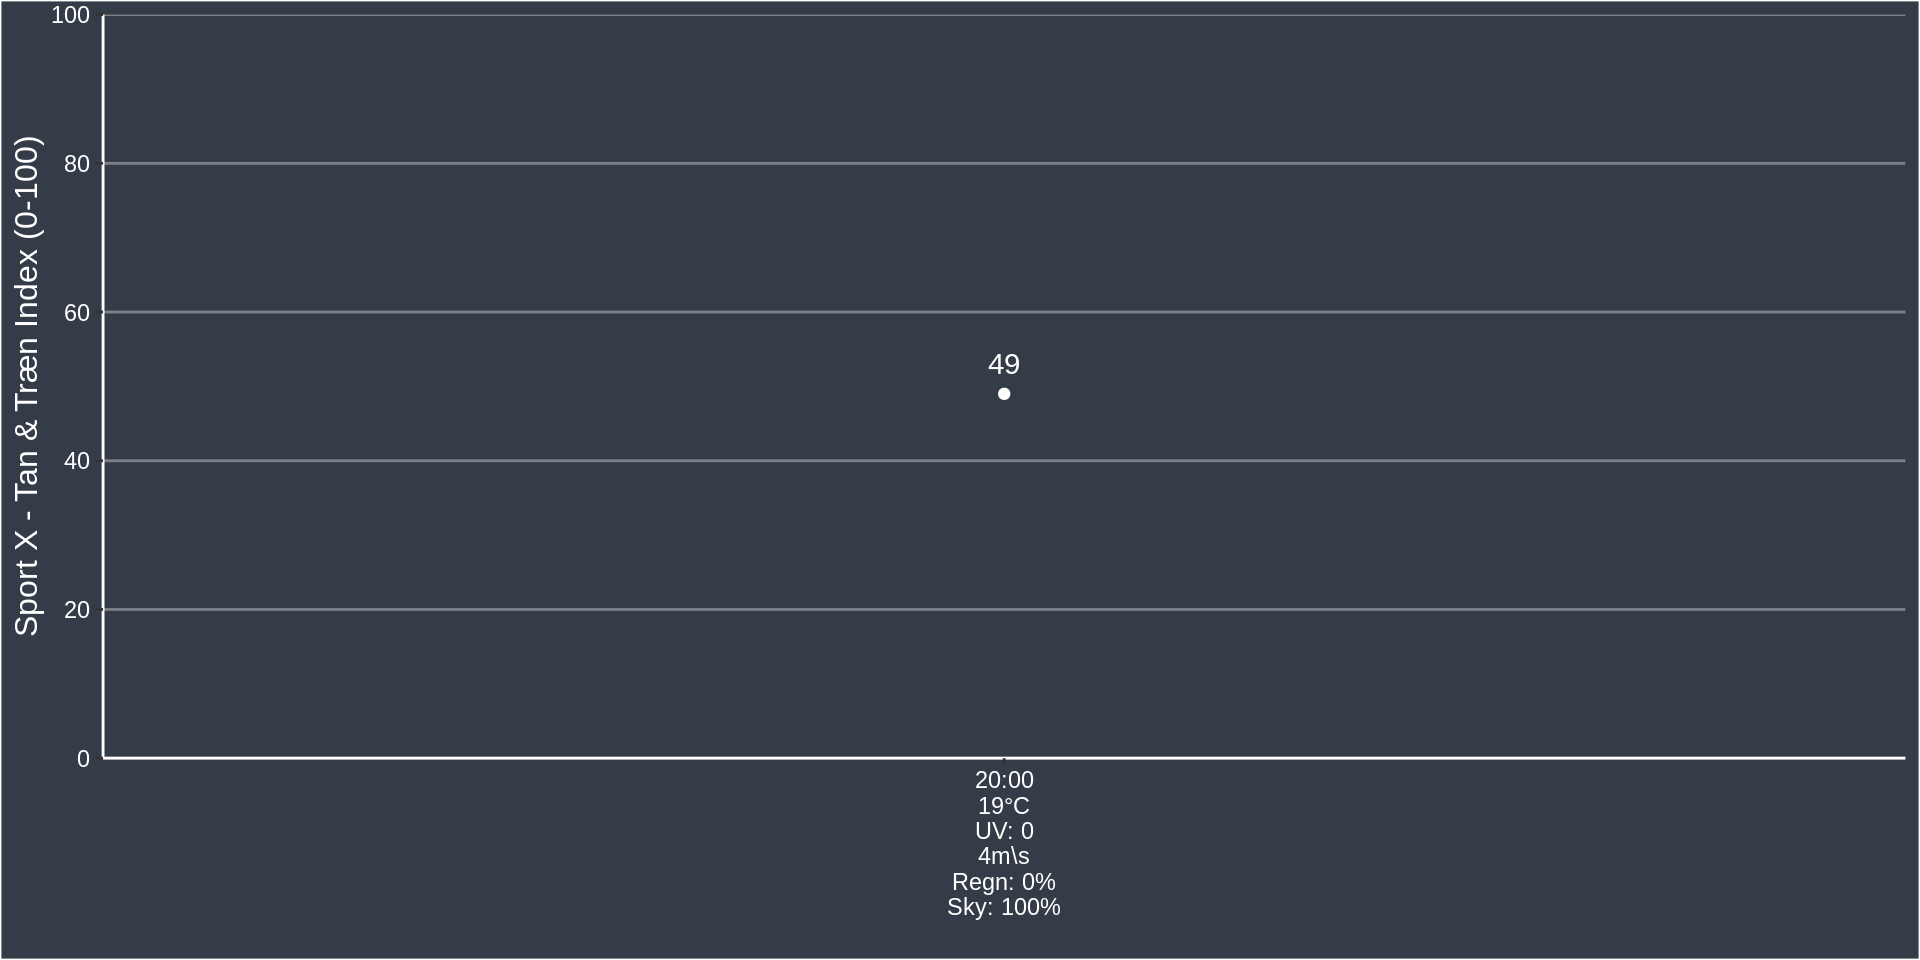 Sport X - Tan & Træn Index (0-100)
100
80
60
40
20
0
49
20:00
19°C
UV: 0
4m\s
Regn: 0%
Sky: 100%